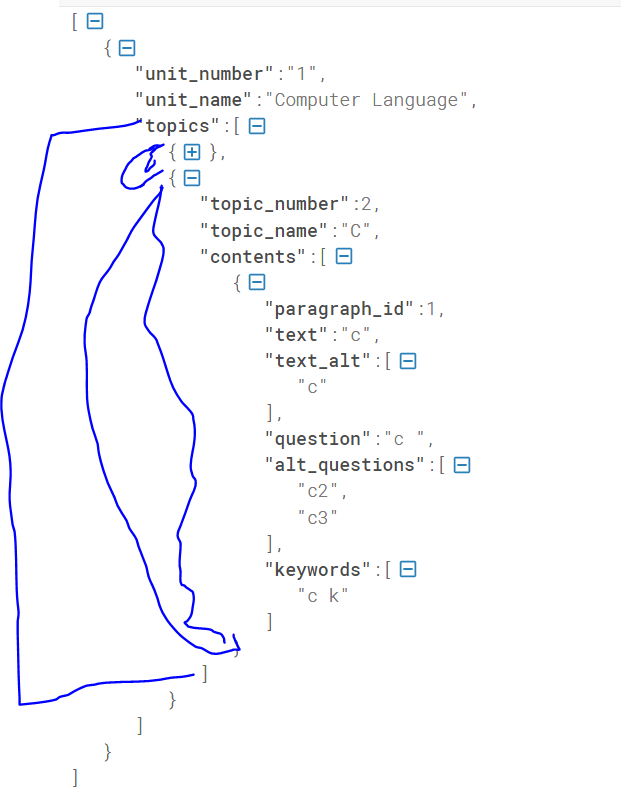 [
{
"unit_number":"1",
"unit_name":"Computer Language",
"topics":[
{ },
{
"topic_number":2,
"topic_name":"C",
"contents":[
{
"paragraph_id":1,
"text":"c",
"text_alt":[
"c"
],
"question":"c ",
"alt_questions":[
"c2",
"c3"
],
"keywords":[
"c k"
]
}
]
}
]
}
]